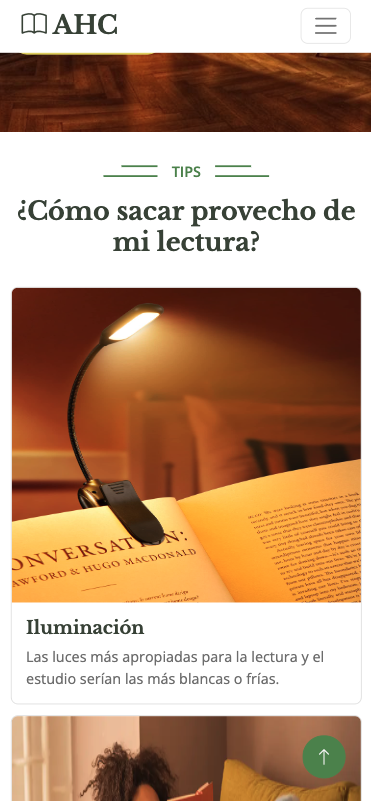 AHC
TIPS
¿Cómo sacar provecho de
mi lectura?
ONVERSATION:
AWFORD & HUGO MACDONALD
Iluminación
Las luces más apropiadas para la lectura y el
estudio serían las más blancas o frías.